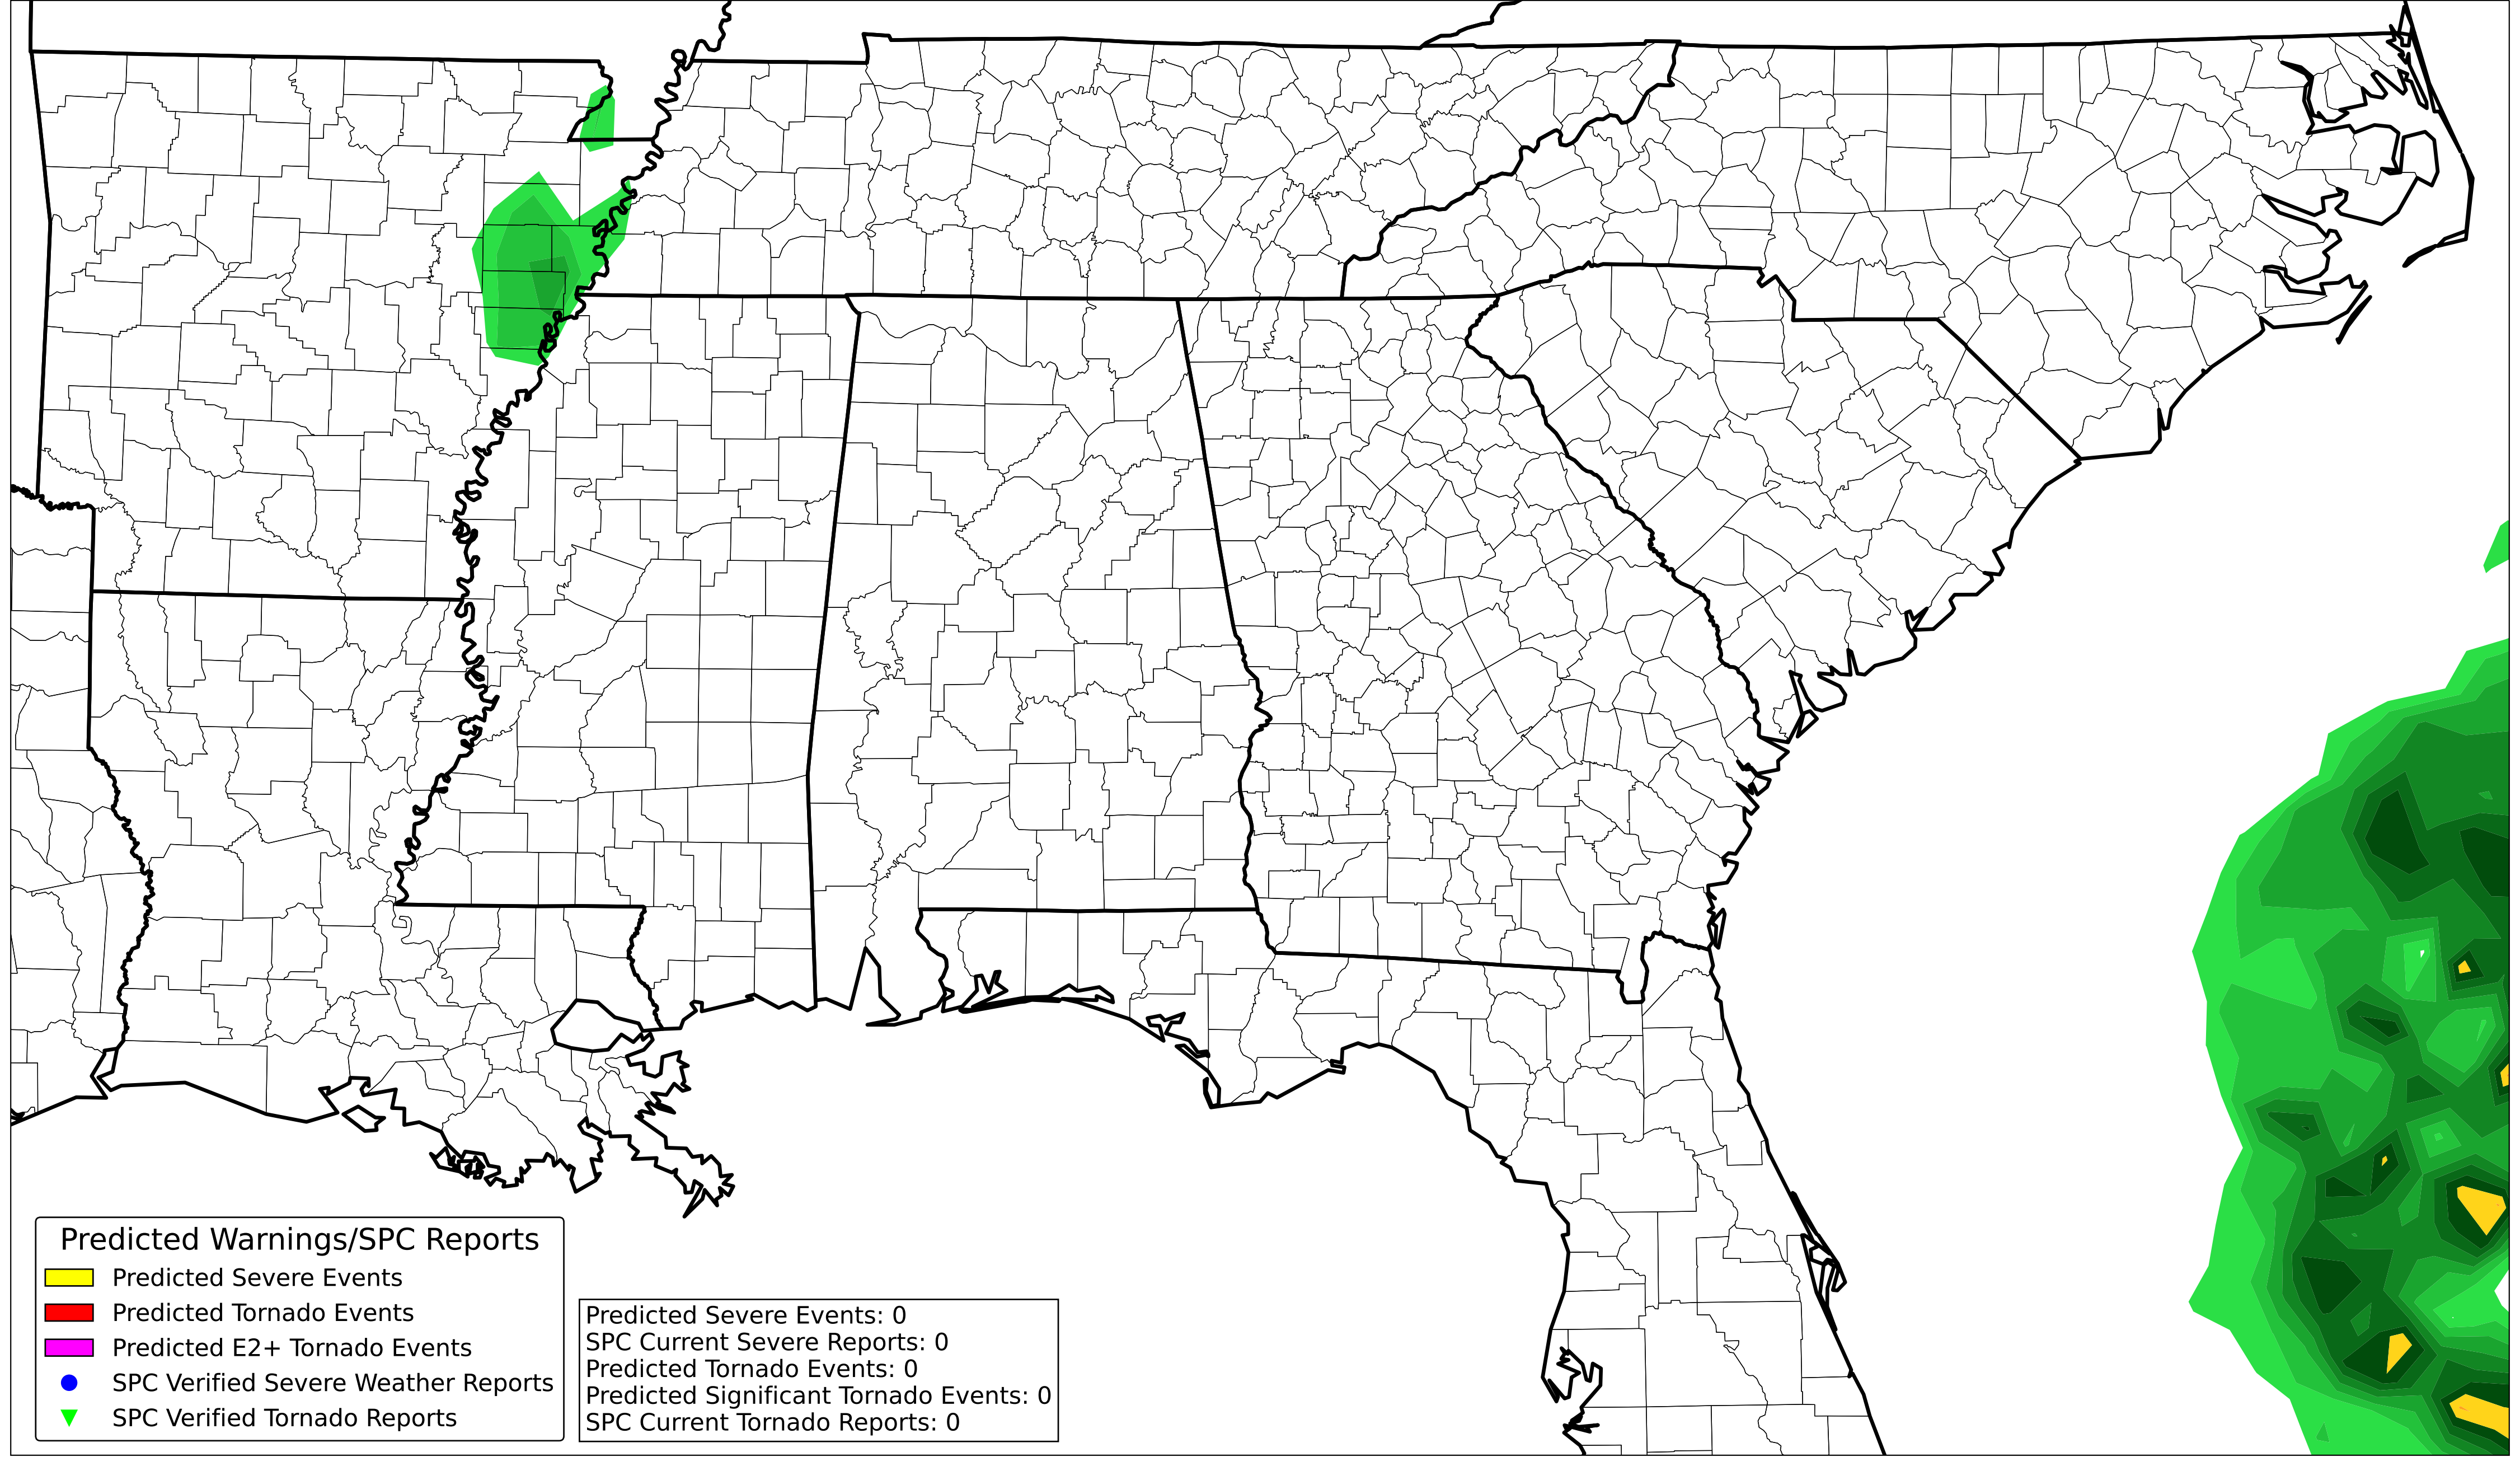 Predicted Warnings/SPC Reports
Predicted Severe Events
Predicted Tornado Events
Predicted E2+ Tornado Events
SPC Verified Severe Weather Reports
SPC Verified Tornado Reports
Predicted Severe Events: 0
SPC Current Severe Reports: 0
Predicted Tornado Events: 0
Predicted Significant Tornado Events: 0
SPC Current Tornado Reports: 0